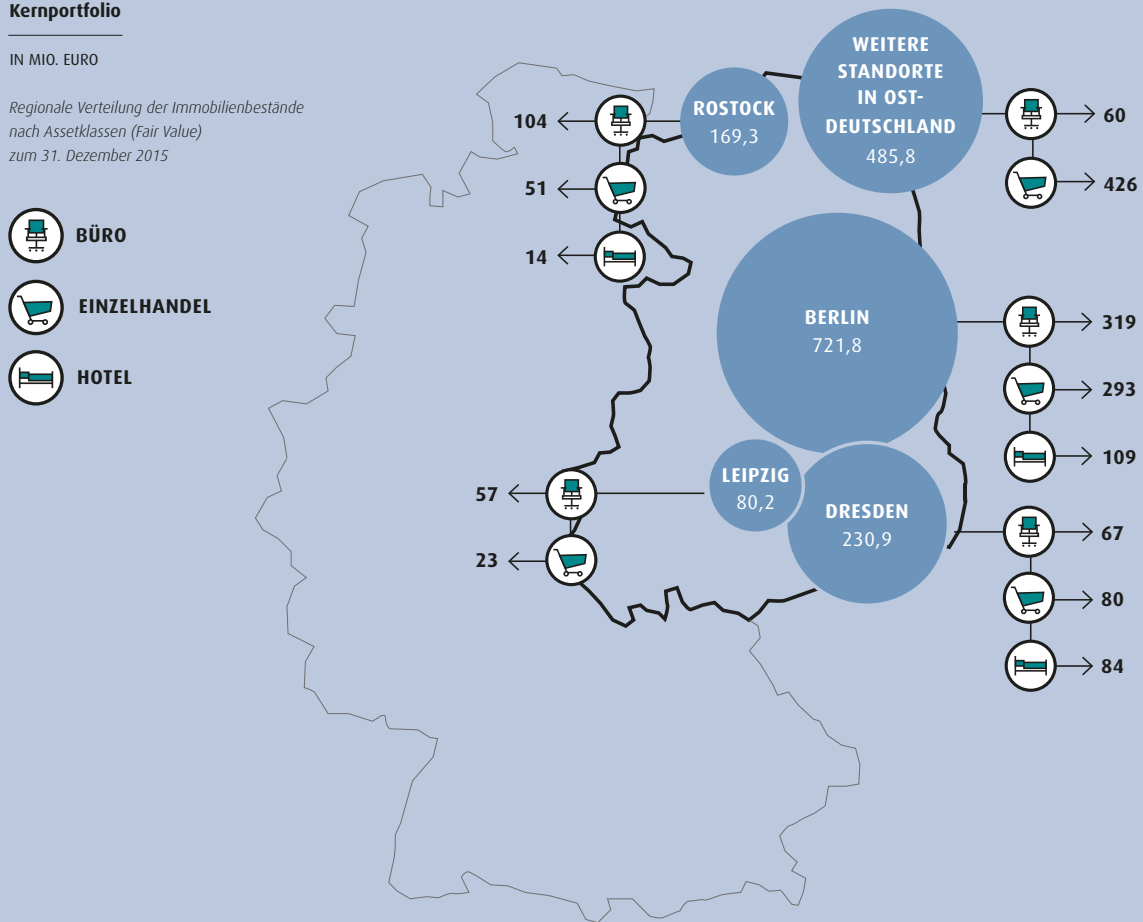 Kernportfolio
IN MIO. EURO
Regionale Verteilung der Immobilienbestände
nach Assetklassen (Fair Value)
zum 31. Dezember 2015
BÜRO
EINZELHANDEL
HOTEL
104
51
14
ROSTOCK
169,3
WEITERE
STANDORTE
IN OST-
DEUTSCHLAND
485,8
60
426
BERLIN
721,8
319
293
109
57
23
LEIPZIG
80,2
DRESDEN
230,9
67
80
84